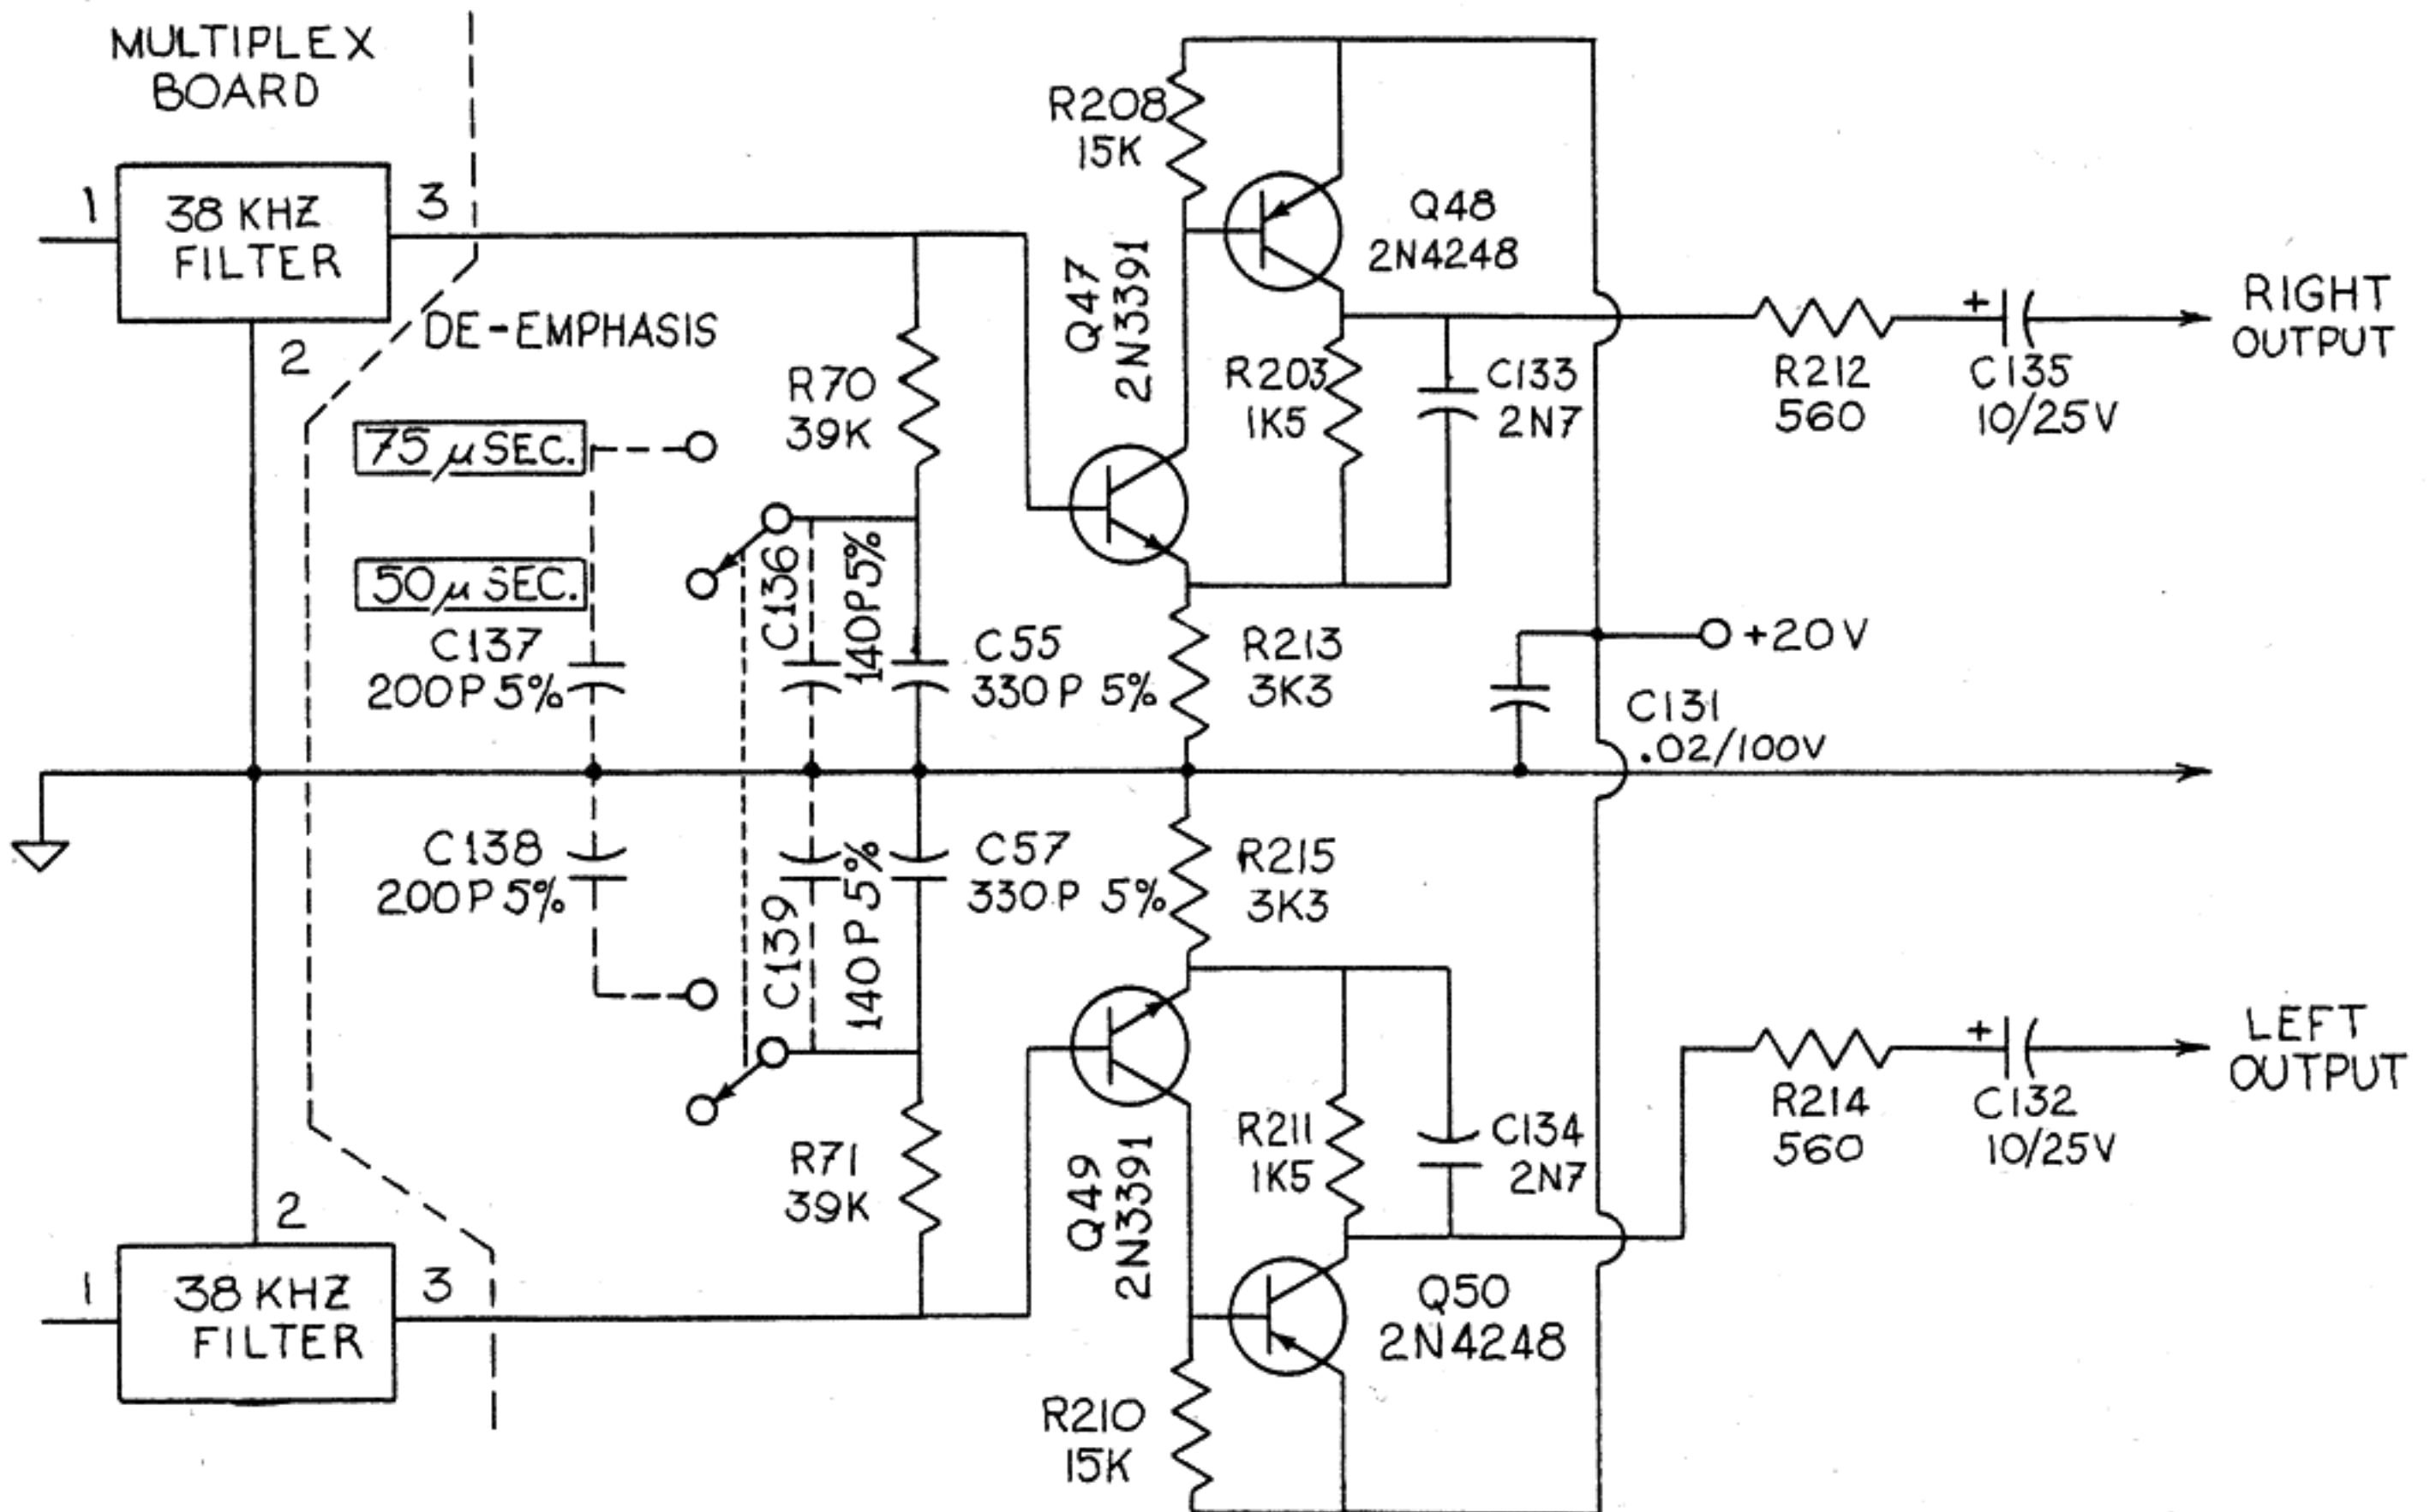 MULTIPLEX
BOARD
1
38 KHZ
FILTER
3
2
DE-EMPHASIS
75 µSEC.
50 µSEC.
C137
200P 5%
C138
200P 5%
R70
39K
C136
140P 5%
C55
330P 5%
C139
140P 5%
C57
330P 5%
R71
39K
2
1
38 KHZ
FILTER
3
R208
15K
Q47
2N3391
Q48
2N4248
R203
1K5
C133
2N7
R212
560
C135
10/25V
+
RIGHT
OUTPUT
R213
3K3
+20V
C131
.02/100V
R215
3K3
Q49
2N3391
R211
1K5
C134
2N7
R214
560
+
C132
10/25V
LEFT
OUTPUT
Q50
2N4248
R210
15K